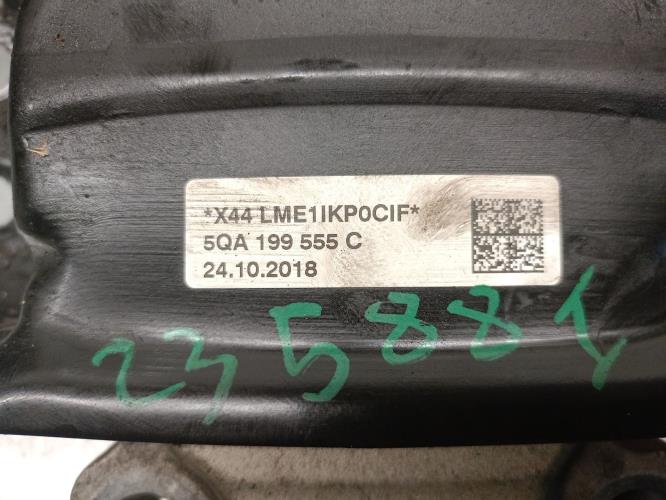 *X44 LME1IKP0CIF*
5QA 199 555 C
24.10.2018
235881